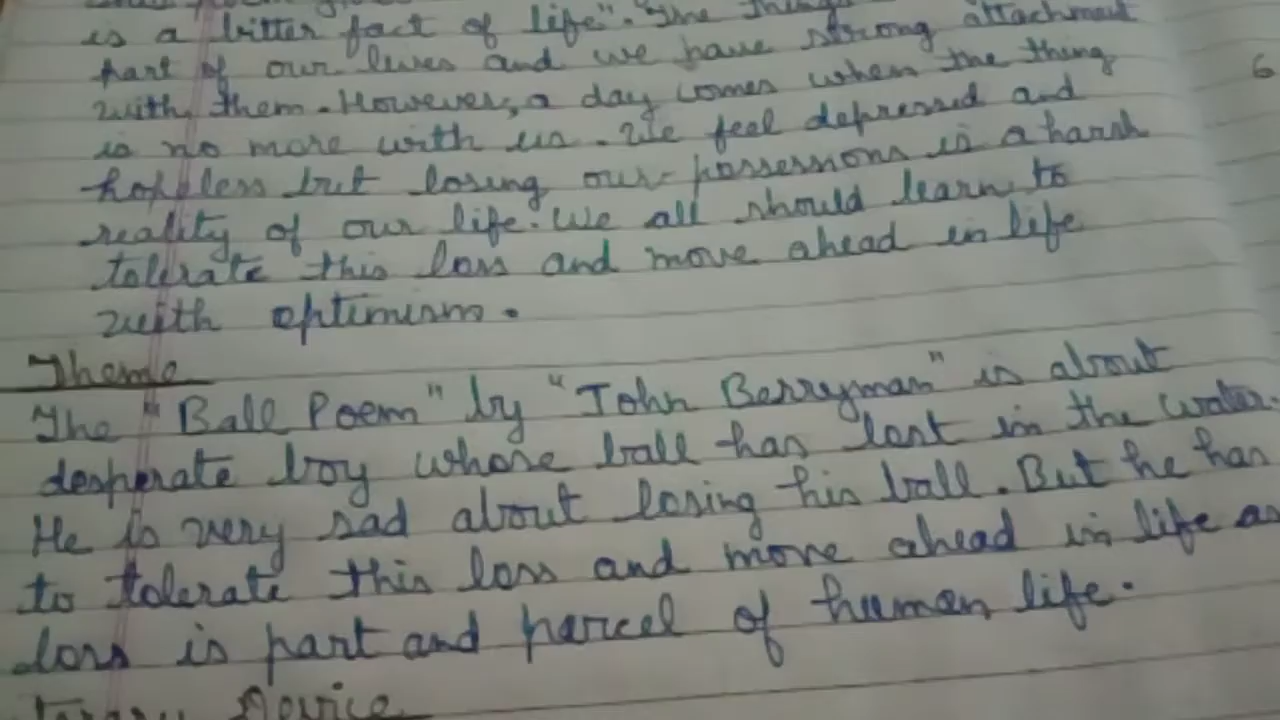 is a bitter fact of life". The things
part of our lives and we have strong attachment
with them. However, a day comes when the thing
is no more with us. We feel depressed and
hopeless but losing our possessions is a harsh
reality of our life. We all should learn to
tolerate this loss and move ahead in life
with optimism.
6
Theme
The "Ball Poem" by "John Berryman" is about
desperate boy whose ball has lost in the water.
He is very sad about losing his ball. But he has
to tolerate this loss and move ahead in life as
loss is part and parcel of human life.
Device